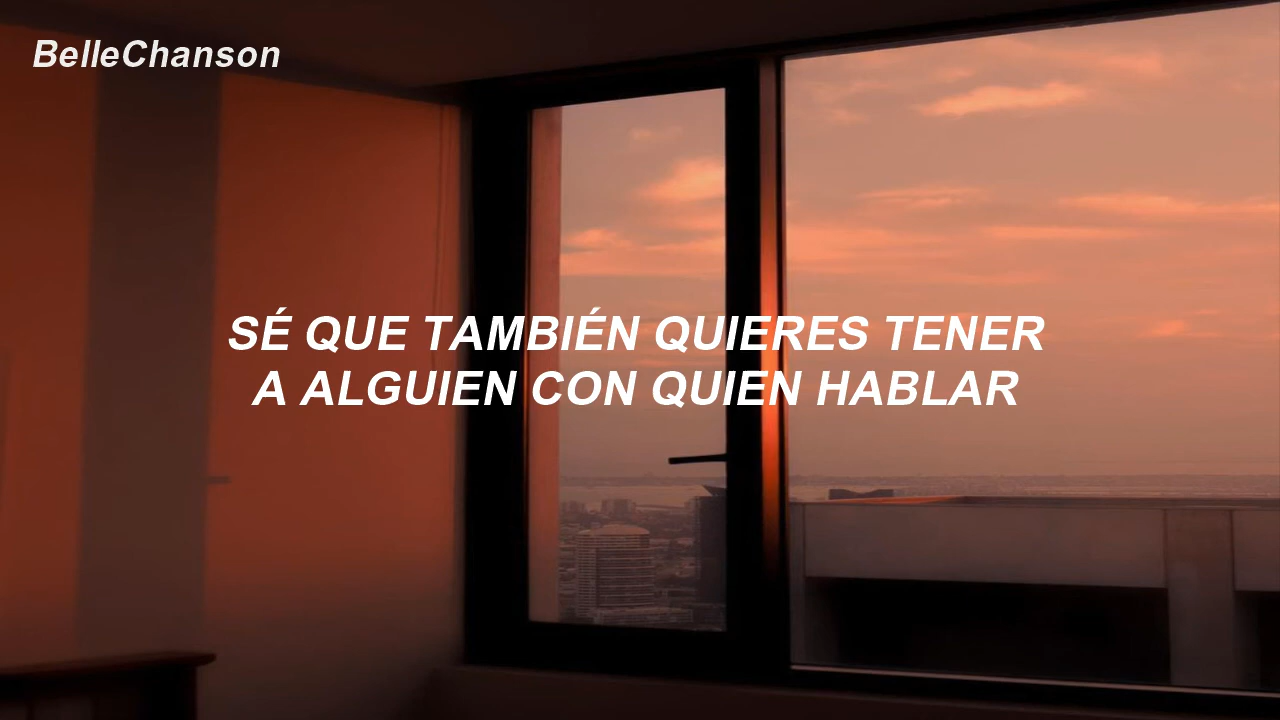 BelleChanson
SÉ QUE TAMBIÉN QUIERES TENER
A ALGUIEN CON QUIEN HABLAR